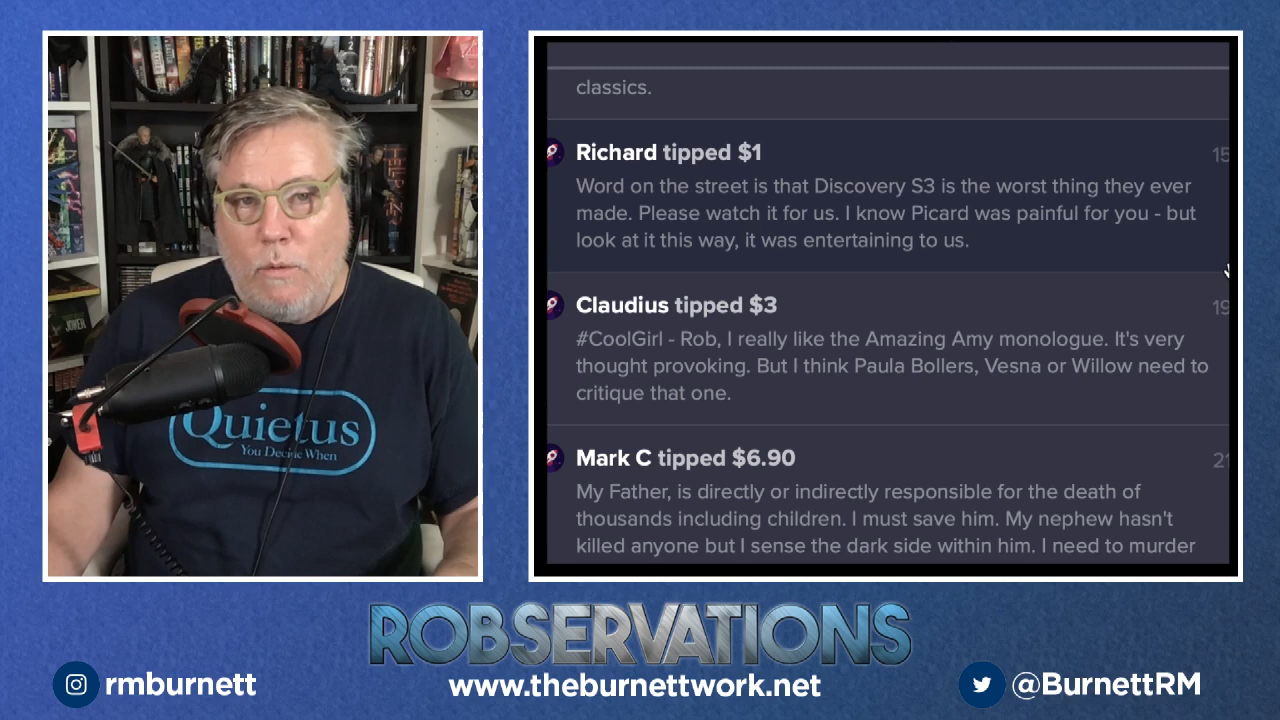 classics.
Richard tipped $1
15
Word on the street is that Discovery S3 is the worst thing they ever
made. Please watch it for us. I know Picard was painful for you - but
look at it this way, it was entertaining to us.
Claudius tipped $3
19
#CoolGirl - Rob, I really like the Amazing Amy monologue. It's very
thought provoking. But I think Paula Bollers, Vesna or Willow need to
critique that one.
Mark C tipped $6.90
21
My Father, is directly or indirectly responsible for the death of
thousands including children. I must save him. My nephew hasn't
killed anyone but I sense the dark side within him. I need to murder
JOKER
Quietus
You Decide When
ROBSERVATIONS
rmburnett
www.theburnettwork.net
@BurnettRM